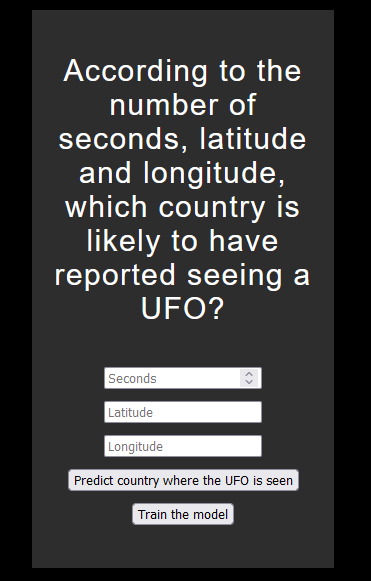 According to the
number of
seconds, latitude
and longitude,
which country is
likely to have
reported seeing a
UFO?
Seconds
Latitude
Longitude
Predict country where the UFO is seen
Train the model